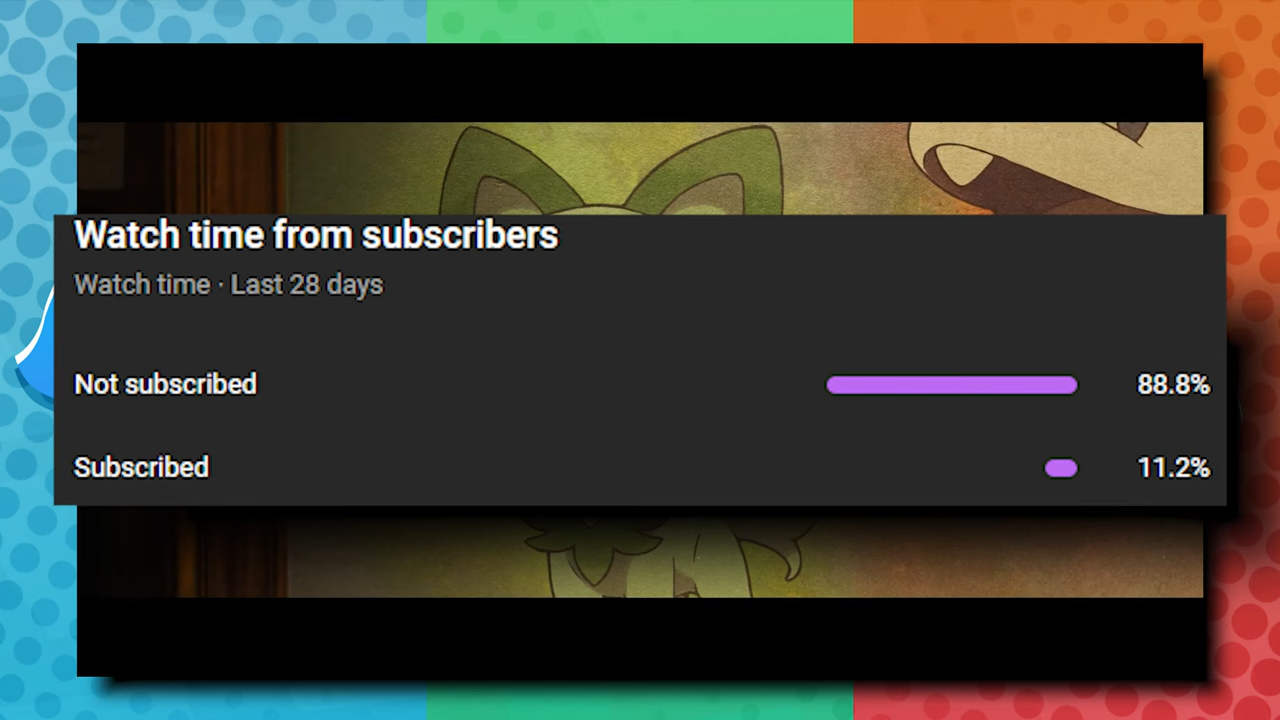 Watch time from subscribers
Watch time · Last 28 days
Not subscribed 88.8%
Subscribed 11.2%